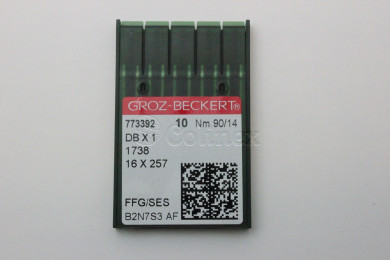 GROZ-BECKERT®
773392 10 Nm 90/14
DB X 1
1738
16 X 257
FFG/SES
B2N7S3 AF